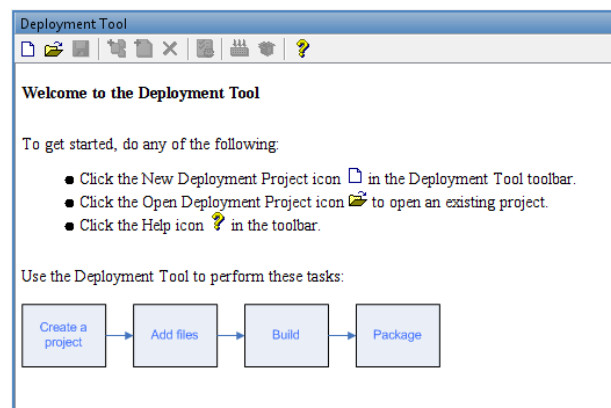 Deployment Tool
Welcome to the Deployment Tool
To get started, do any of the following:
Click the New Deployment Project icon in the Deployment Tool toolbar.
Click the Open Deployment Project icon to open an existing project.
Click the Help icon in the toolbar.
Use the Deployment Tool to perform these tasks:
Create a
project
Add files
Build
Package